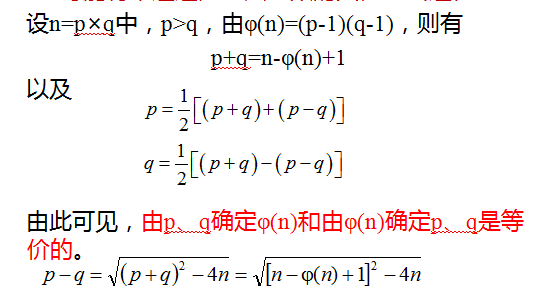 设n=p×q中，p>q，由φ(n)=(p-1)(q-1)，则有
p+q=n-φ(n)+1
以及
p = 1/2[(p+q)+(p−q)]
q = 1/2[(p+q)−(p−q)]
由此可见，由p、q确定φ(n)和由φ(n)确定p、q是等
价的。
p−q = √((p+q)²−4n) = √([n−φ(n)+1]²−4n)